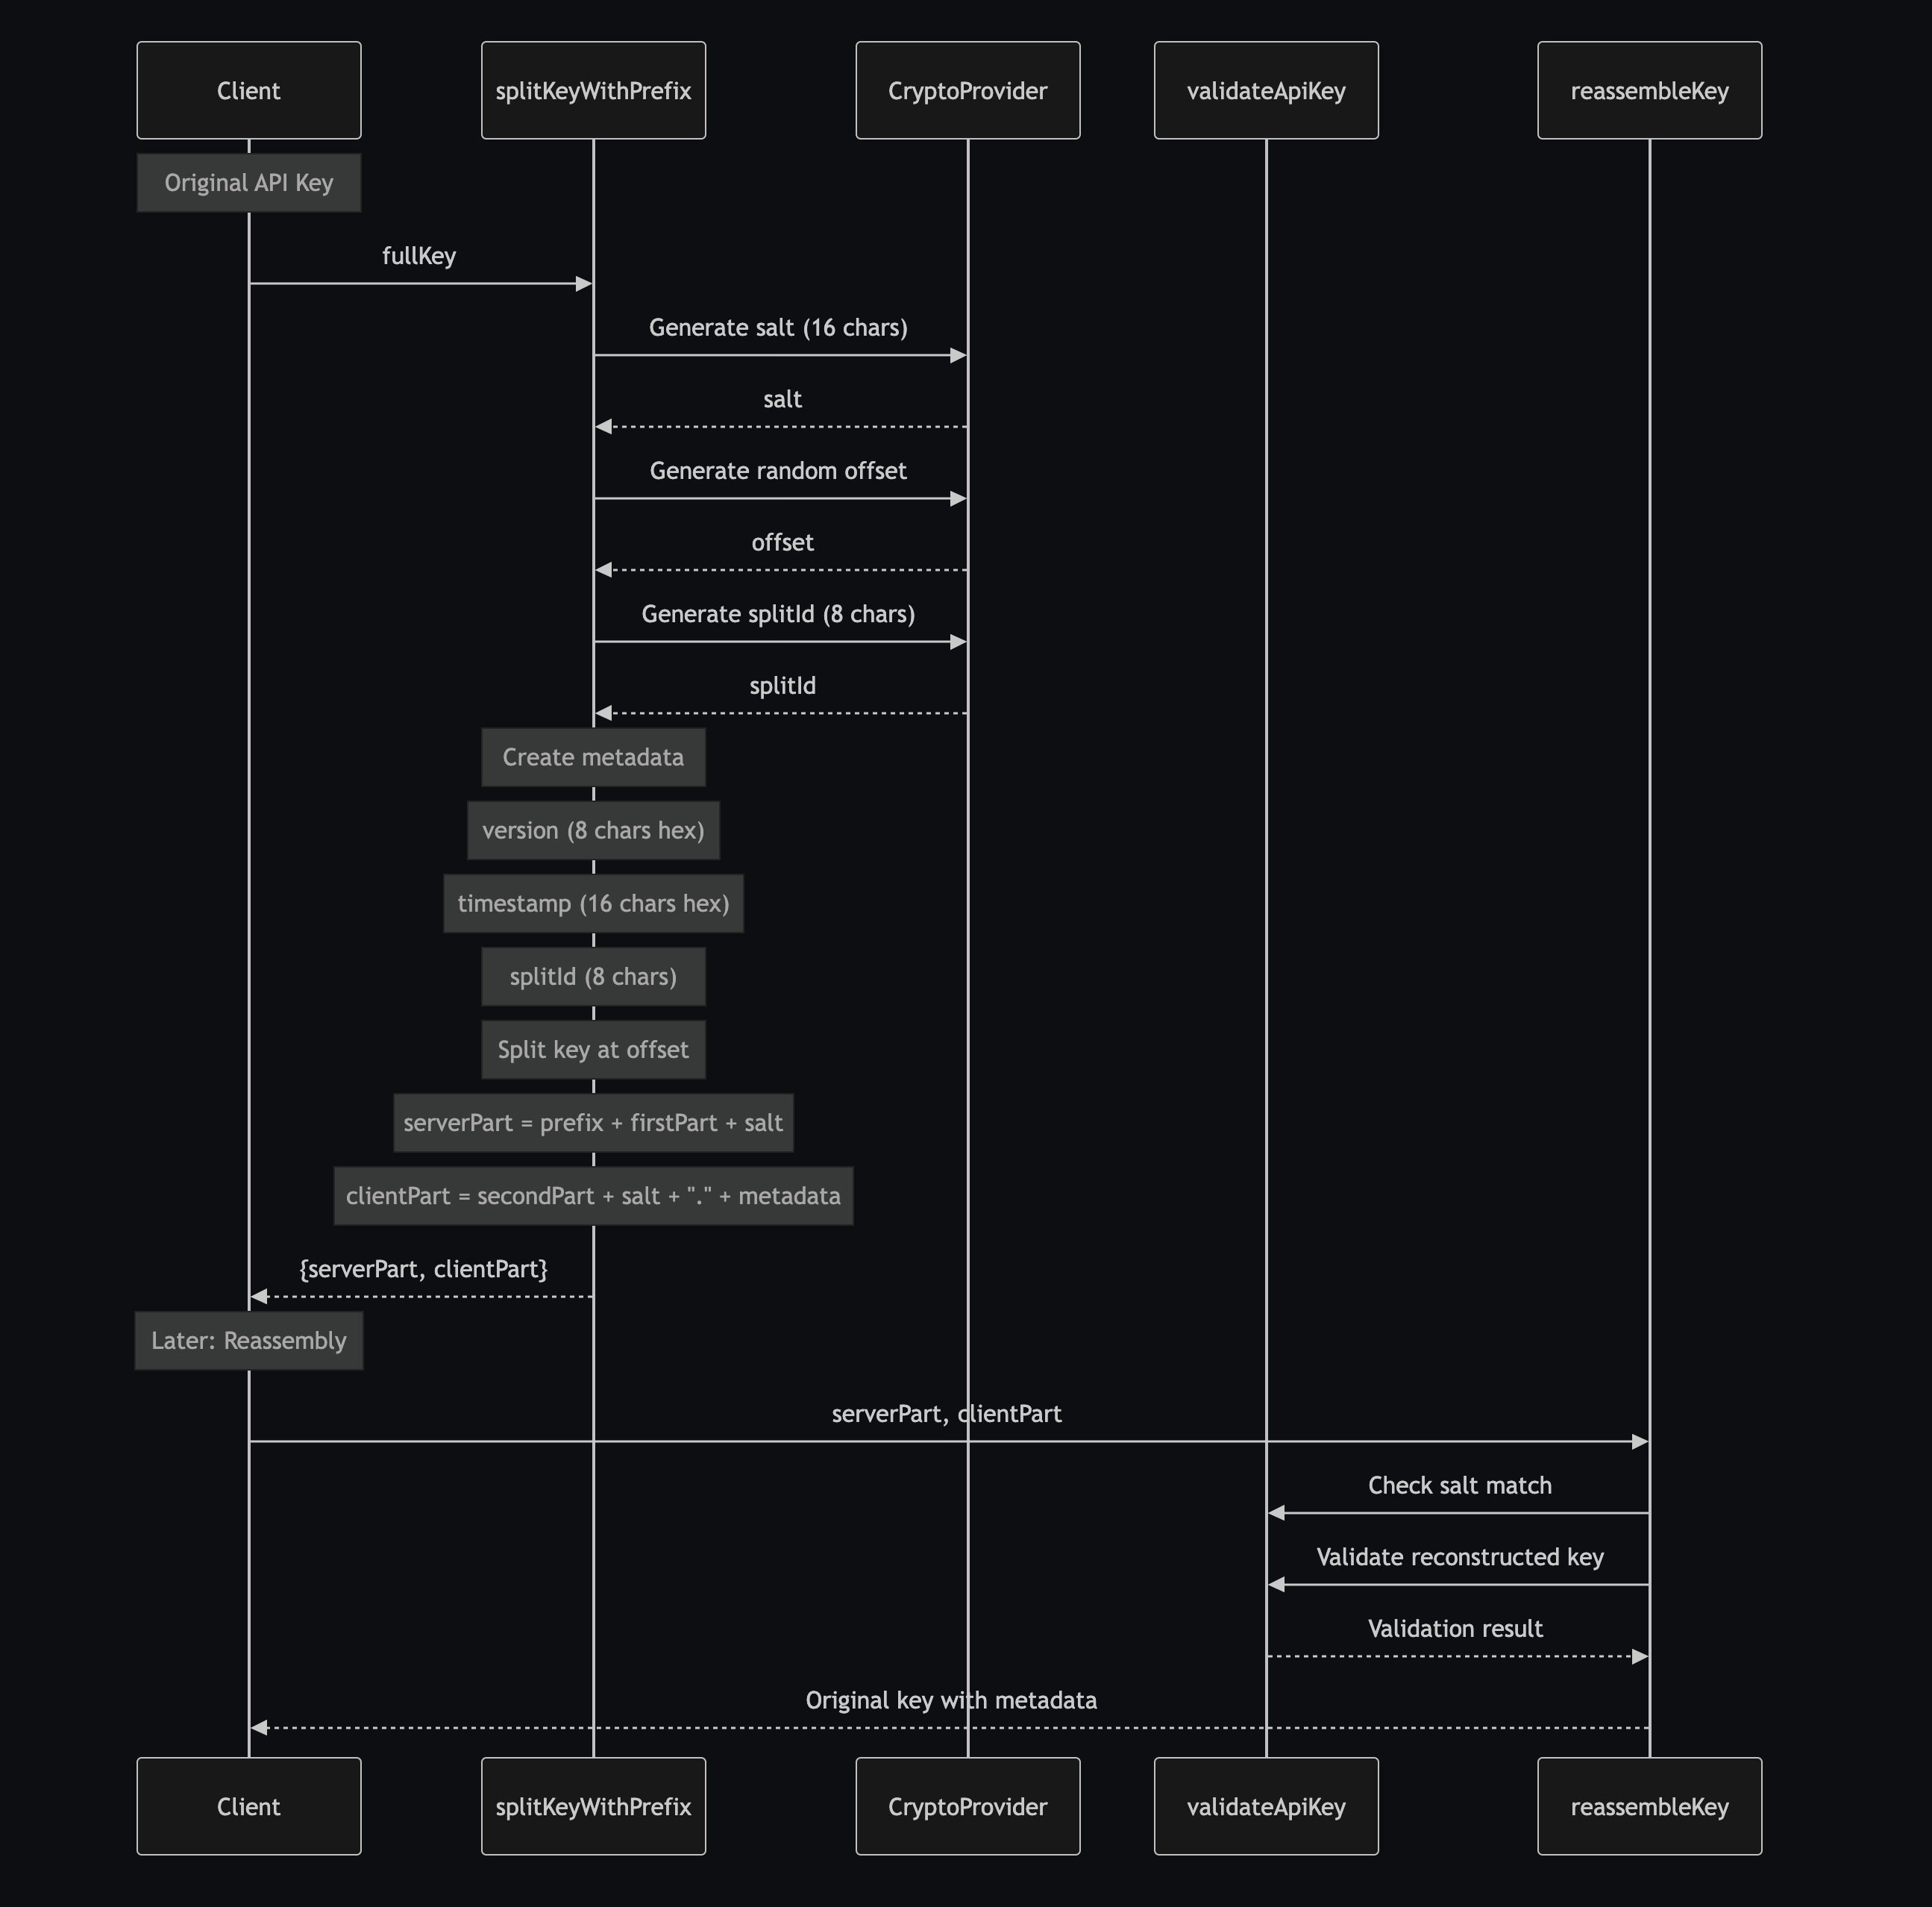 Client
splitKeyWithPrefix
CryptoProvider
validateApiKey
reassembleKey
Original API Key
fullKey
Generate salt (16 chars)
salt
Generate random offset
offset
Generate splitId (8 chars)
splitId
Create metadata
version (8 chars hex)
timestamp (16 chars hex)
splitId (8 chars)
Split key at offset
serverPart = prefix + firstPart + salt
clientPart = secondPart + salt + "." + metadata
{serverPart, clientPart}
Later: Reassembly
serverPart, clientPart
Check salt match
Validate reconstructed key
Validation result
Original key with metadata
Client
splitKeyWithPrefix
CryptoProvider
validateApiKey
reassembleKey